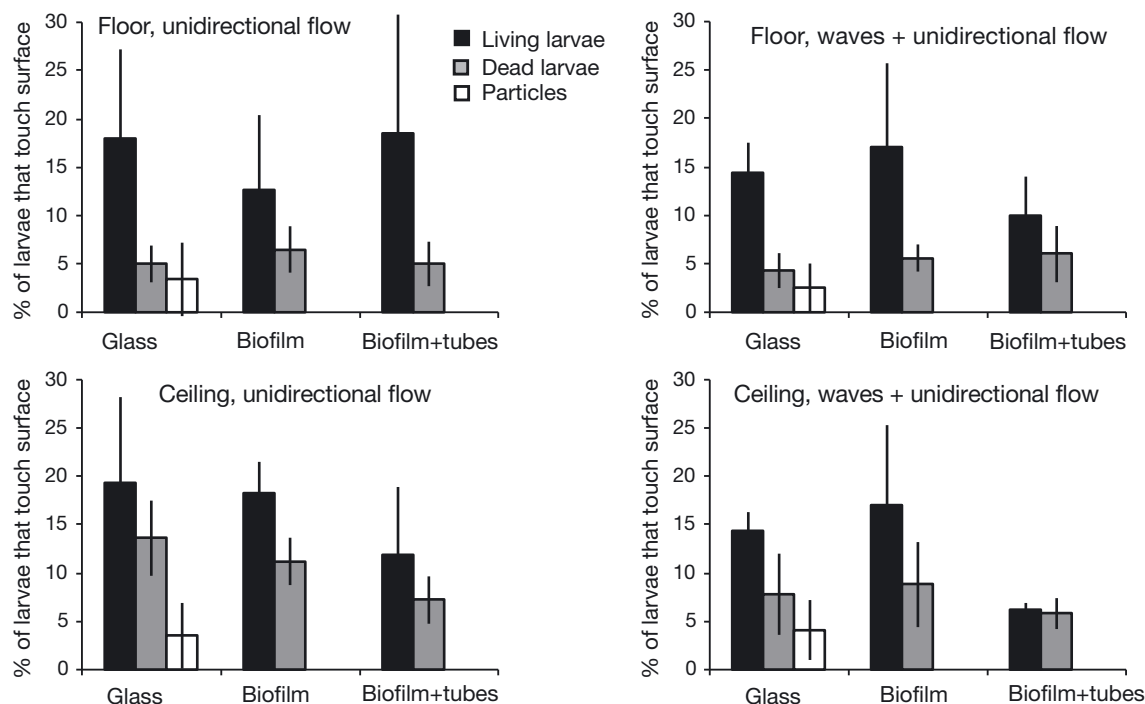 % of larvae that touch surface
30
25
20
15
10
5
0
Floor, unidirectional flow
Living larvae
Dead larvae
Particles
Glass
Biofilm
Biofilm+tubes
% of larvae that touch surface
30
25
20
15
10
5
0
Floor, waves + unidirectional flow
Glass
Biofilm
Biofilm+tubes
% of larvae that touch surface
30
25
20
15
10
5
0
Ceiling, unidirectional flow
Glass
Biofilm
Biofilm+tubes
% of larvae that touch surface
30
25
20
15
10
5
0
Ceiling, waves + unidirectional flow
Glass
Biofilm
Biofilm+tubes